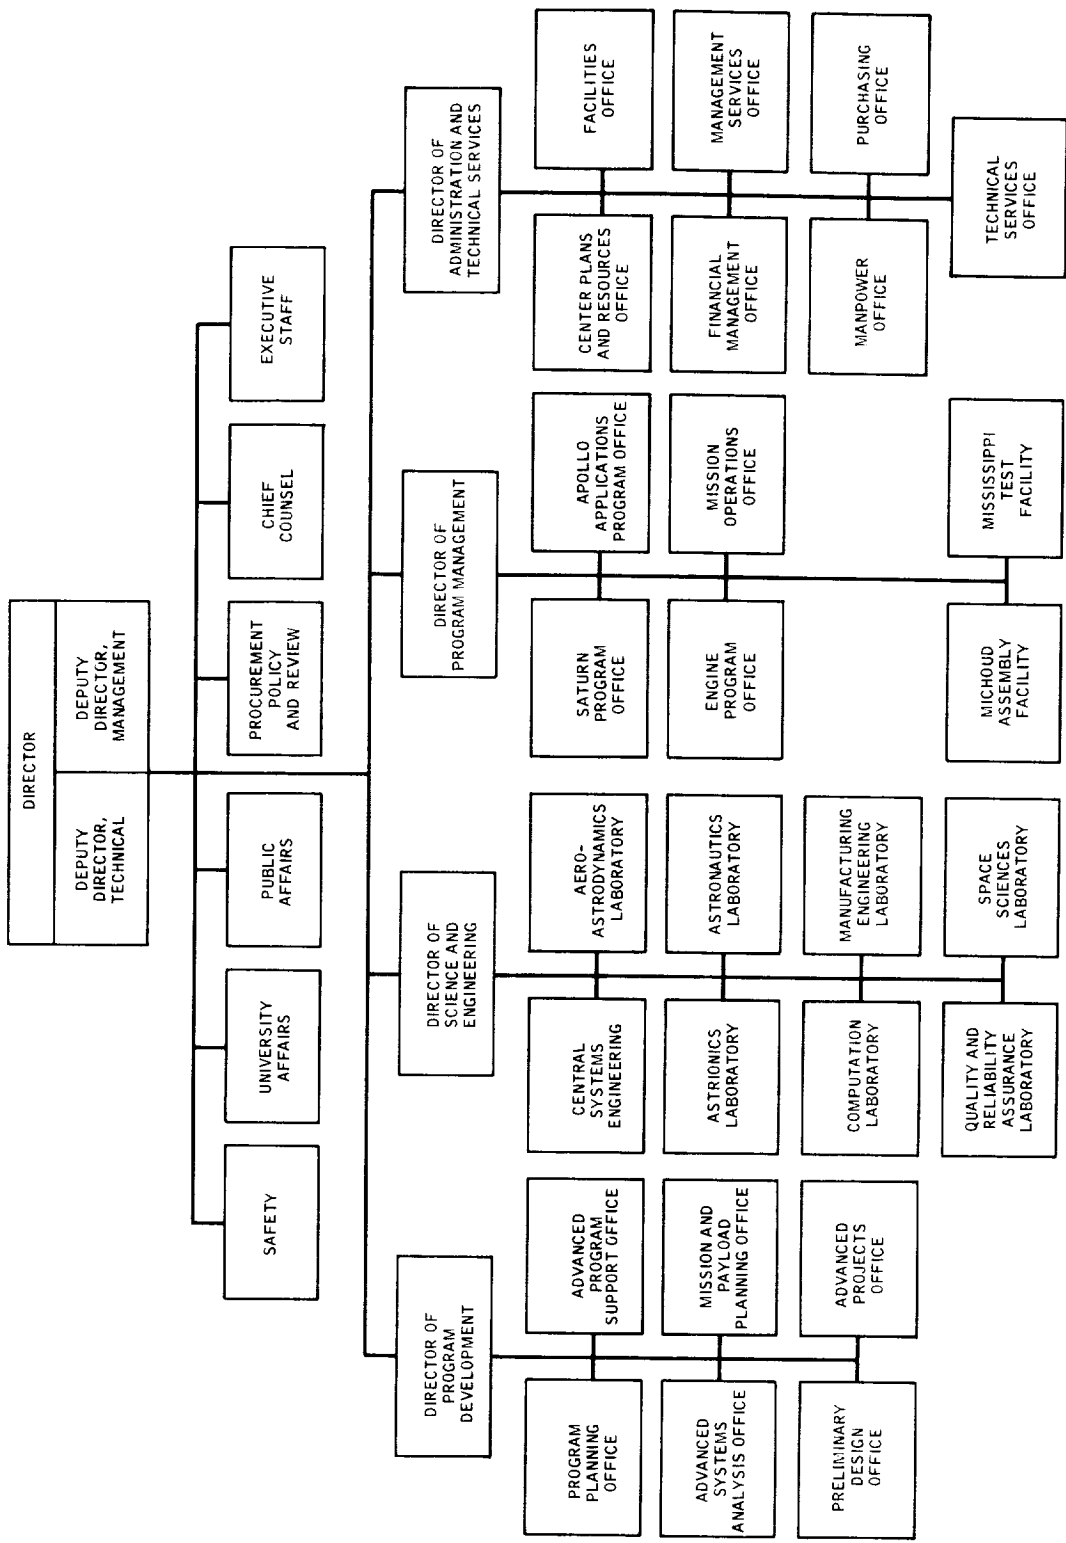 DIRECTOR
DEPUTY
DIRECTOR,
TECHNICAL
DEPUTY
DIRECTOR,
MANAGEMENT
SAFETY
UNIVERSITY
AFFAIRS
PUBLIC
AFFAIRS
PROCUREMENT
POLICY
AND REVIEW
CHIEF
COUNSEL
EXECUTIVE
STAFF
DIRECTOR OF
PROGRAM
DEVELOPMENT
DIRECTOR OF
SCIENCE AND
ENGINEERING
DIRECTOR OF
PROGRAM MANAGEMENT
DIRECTOR OF
ADMINISTRATION AND
TECHNICAL SERVICES
PROGRAM
PLANNING
OFFICE
ADVANCED
PROGRAM
SUPPORT OFFICE
CENTRAL
SYSTEMS
ENGINEERING
AERO-
ASTRODYNAMICS
LABORATORY
SATURN
PROGRAM
OFFICE
APOLLO
APPLICATIONS
PROGRAM OFFICE
CENTER PLANS
AND RESOURCES
OFFICE
FACILITIES
OFFICE
ADVANCED
SYSTEMS
ANALYSIS OFFICE
MISSION AND
PAYLOAD
PLANNING OFFICE
ASTRIONICS
LABORATORY
ASTRONAUTICS
LABORATORY
ENGINE
PROGRAM
OFFICE
MISSION
OPERATIONS
OFFICE
FINANCIAL
MANAGEMENT
OFFICE
MANAGEMENT
SERVICES
OFFICE
PRELIMINARY
DESIGN
OFFICE
ADVANCED
PROJECTS
OFFICE
COMPUTATION
LABORATORY
MANUFACTURING
ENGINEERING
LABORATORY
MANPOWER
OFFICE
PURCHASING
OFFICE
QUALITY AND
RELIABILITY
ASSURANCE
LABORATORY
SPACE
SCIENCES
LABORATORY
MICHOUD
ASSEMBLY
FACILITY
MISSISSIPPI
TEST
FACILITY
TECHNICAL
SERVICES
OFFICE